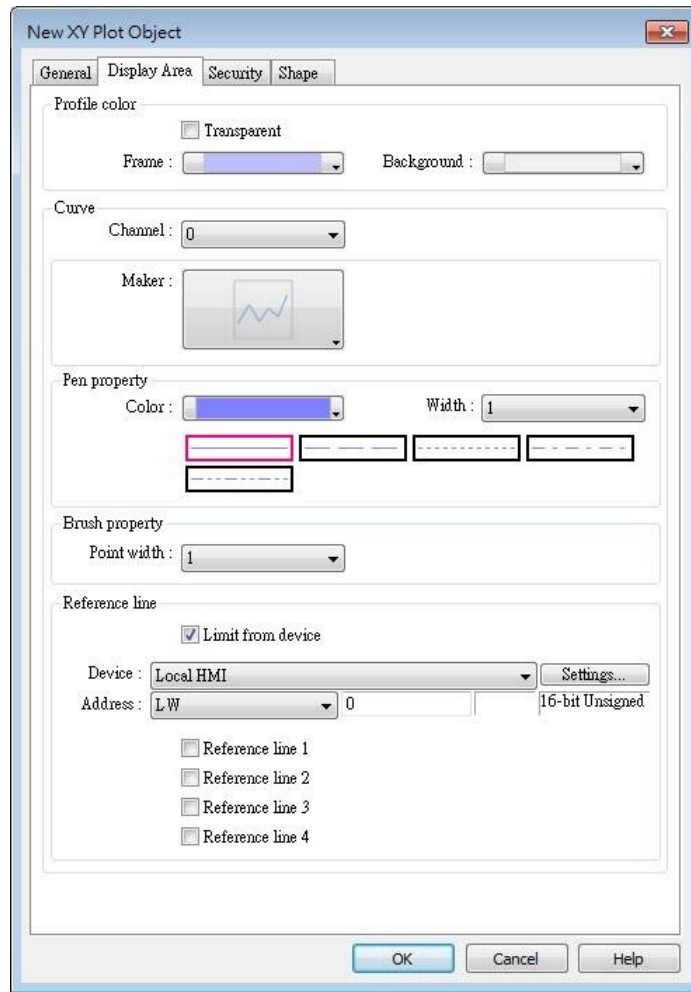 New XY Plot Object
General Display Area Security Shape
Profile color
Transparent
Frame : Background :
Curve
Channel : 0
Maker :
Pen property
Color : Width : 1
Brush property
Point width : 1
Reference line
Limit from device
Device : Local HMI Settings...
Address : LW 0 16-bit Unsigned
Reference line 1
Reference line 2
Reference line 3
Reference line 4
OK Cancel Help